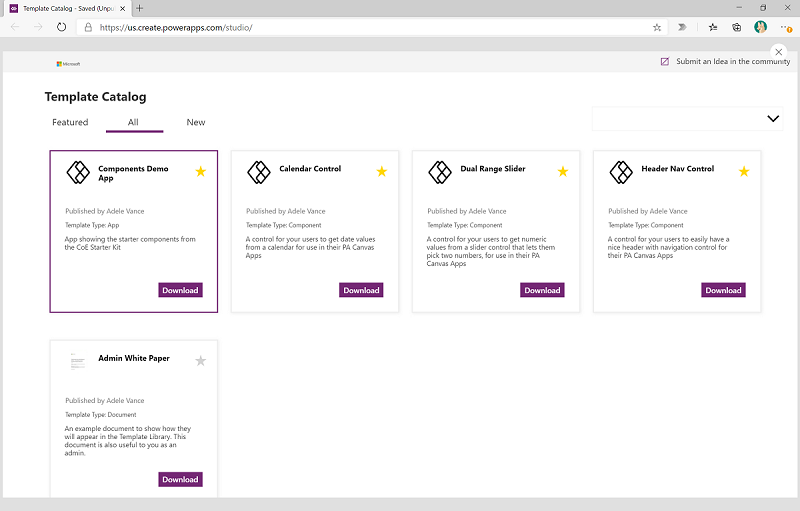 Template Catalog - Saved (Unpu
https://us.create.powerapps.com/studio/
Microsoft
Submit an Idea in the community
Template Catalog
Featured
All
New
Components Demo
App
Published by Adele Vance
Template Type: App
App showing the starter components from
the CoE Starter Kit
Download
Calendar Control
Published by Adele Vance
Template Type: Component
A control for your users to get date values
from a calendar for use in their PA Canvas
Apps
Download
Dual Range Slider
Published by Adele Vance
Template Type: Component
A control for your users to get numeric
values from a slider control that lets them
pick two numbers, for use in their PA
Canvas Apps
Download
Header Nav Control
Published by Adele Vance
Template Type: Component
A control for your users to easily have a
nice header with navigation control for
their PA Canvas Apps
Download
Admin White Paper
Published by Adele Vance
Template Type: Document
An example document to show how they
will appear in the Template Library. This
document is also useful to you as an
admin.
Download